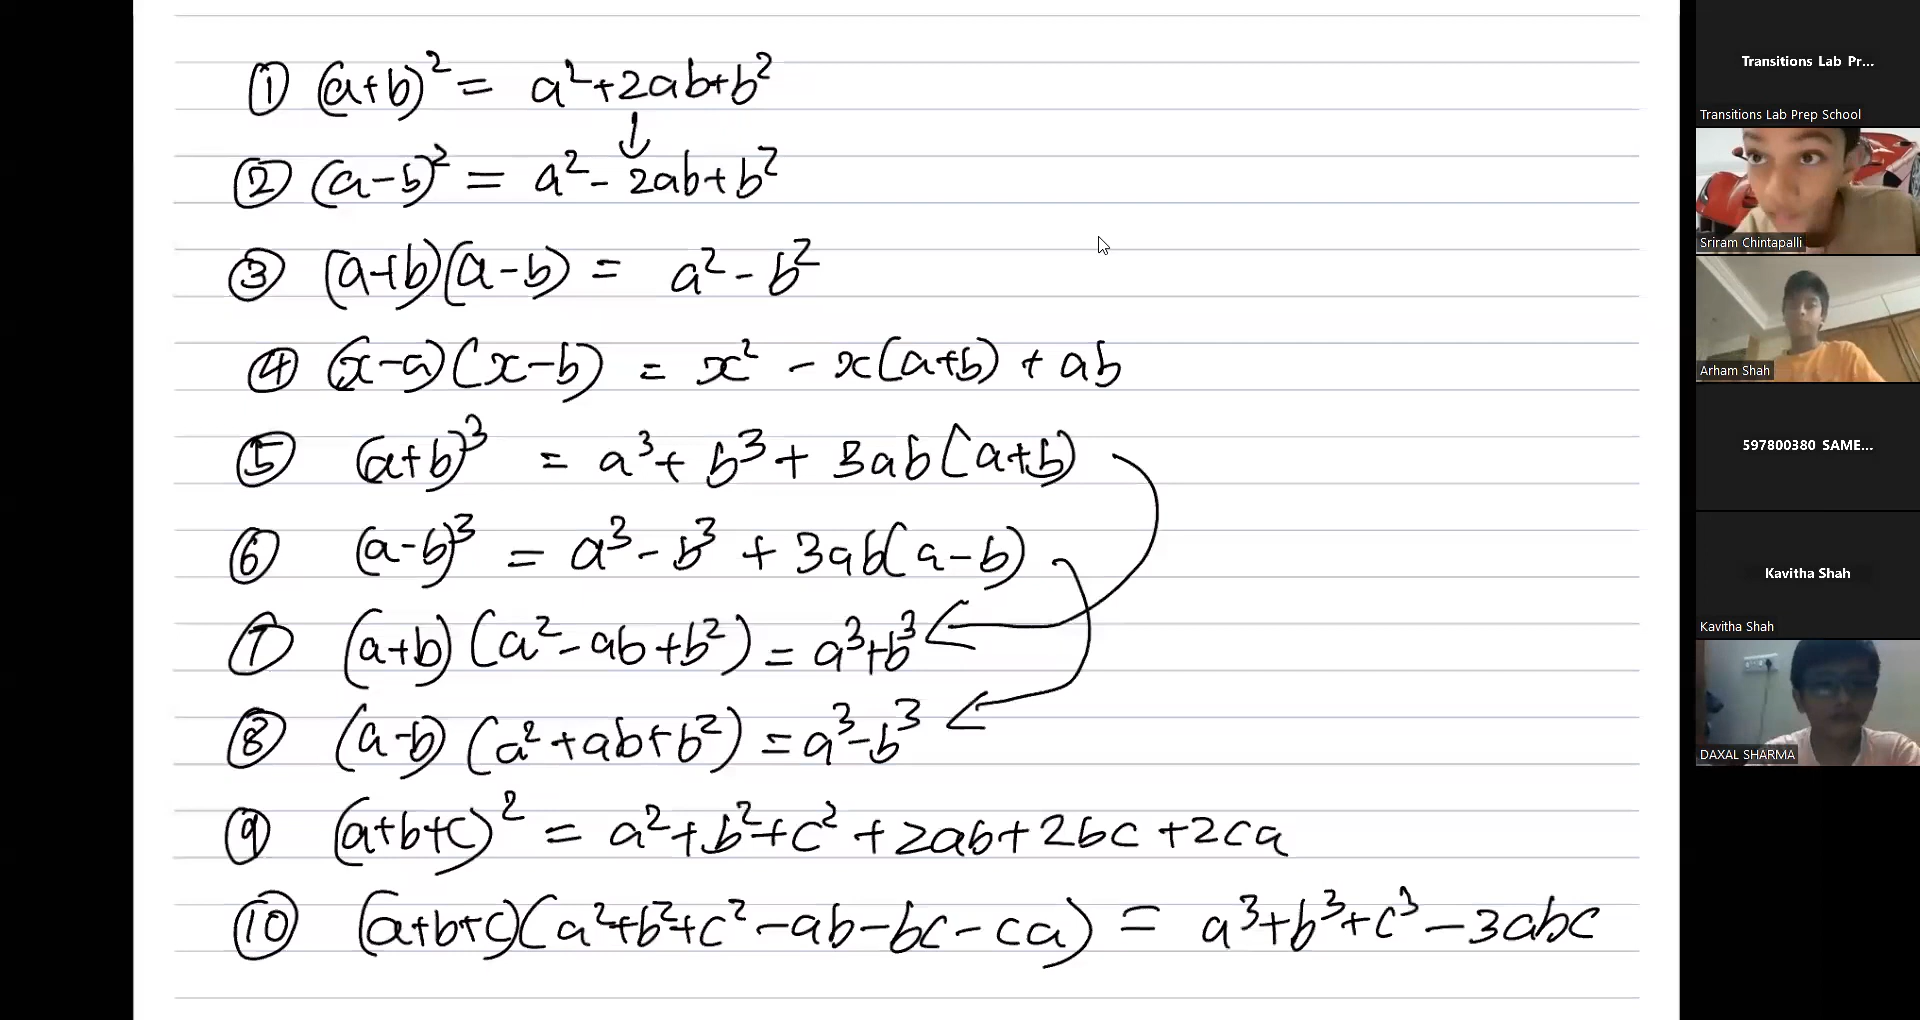 ① (a+b)² = a²+2ab+b²
② (a-b)² = a²-2ab+b²
③ (a+b)(a-b) = a²-b²
④ (x-a)(x-b) = x² - x(a+b) + ab
⑤ (a+b)³ = a³+b³+3ab(a+b)
⑥ (a-b)³ = a³-b³+3ab(a-b)
⑦ (a+b)(a²-ab+b²) = a³+b³
⑧ (a-b)(a²+ab+b²) = a³-b³
⑨ (a+b+c)² = a²+b²+c²+2ab+2bc+2ca
⑩ (a+b+c)(a²+b²+c²-ab-bc-ca) = a³+b³+c³-3abc
Transitions Lab Pr...
Transitions Lab Prep School
Sriram Chintapalli
Arham Shah
597800380 SAME...
Kavitha Shah
Kavitha Shah
DAXAL SHARMA